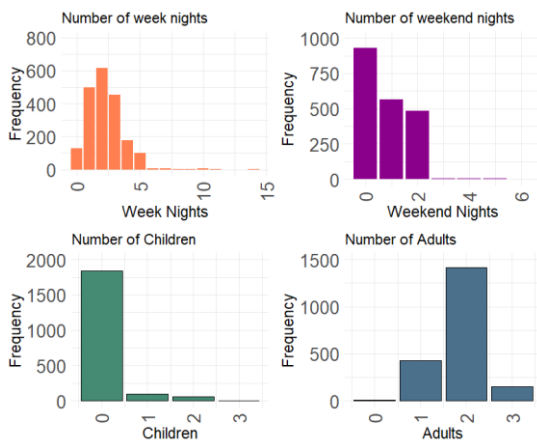 Number of week nights
800
600
400
200
0
Frequency
0
5
10
15
Week Nights
Number of weekend nights
1000
750
500
250
0
Frequency
0
2
4
6
Weekend Nights
Number of Children
2000
1500
1000
500
0
Frequency
0
1
2
3
Children
Number of Adults
1500
1000
500
0
Frequency
0
1
2
3
Adults